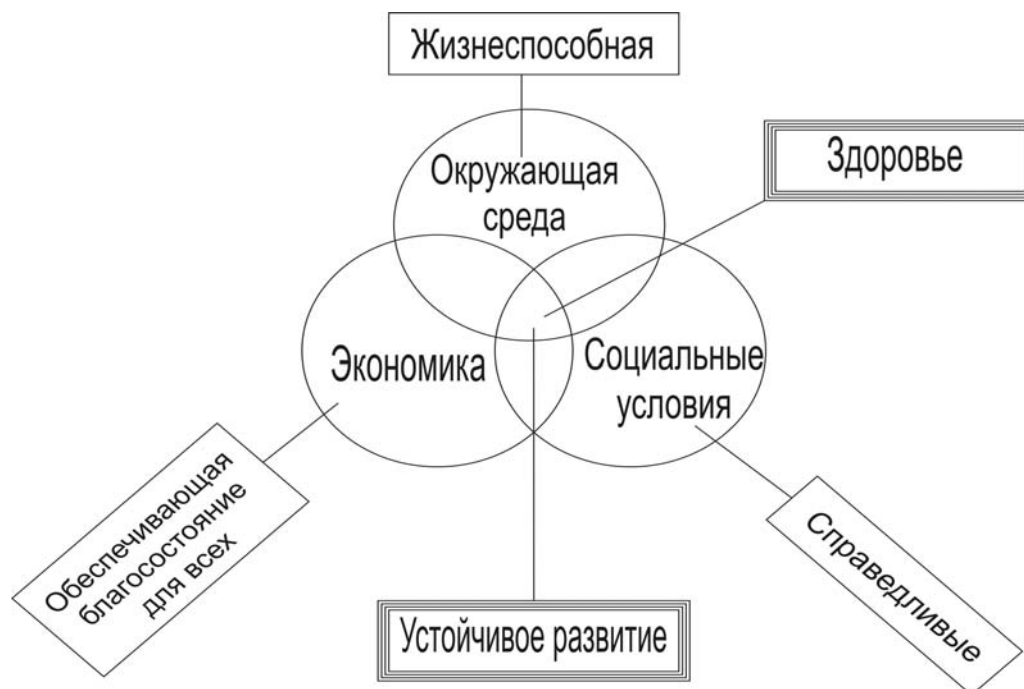 Жизнеспособная
Окружающая
среда
Здоровье
Экономика
Социальные
условия
Обеспечивающая
благосостояние
для всех
Справедливые
Устойчивое развитие